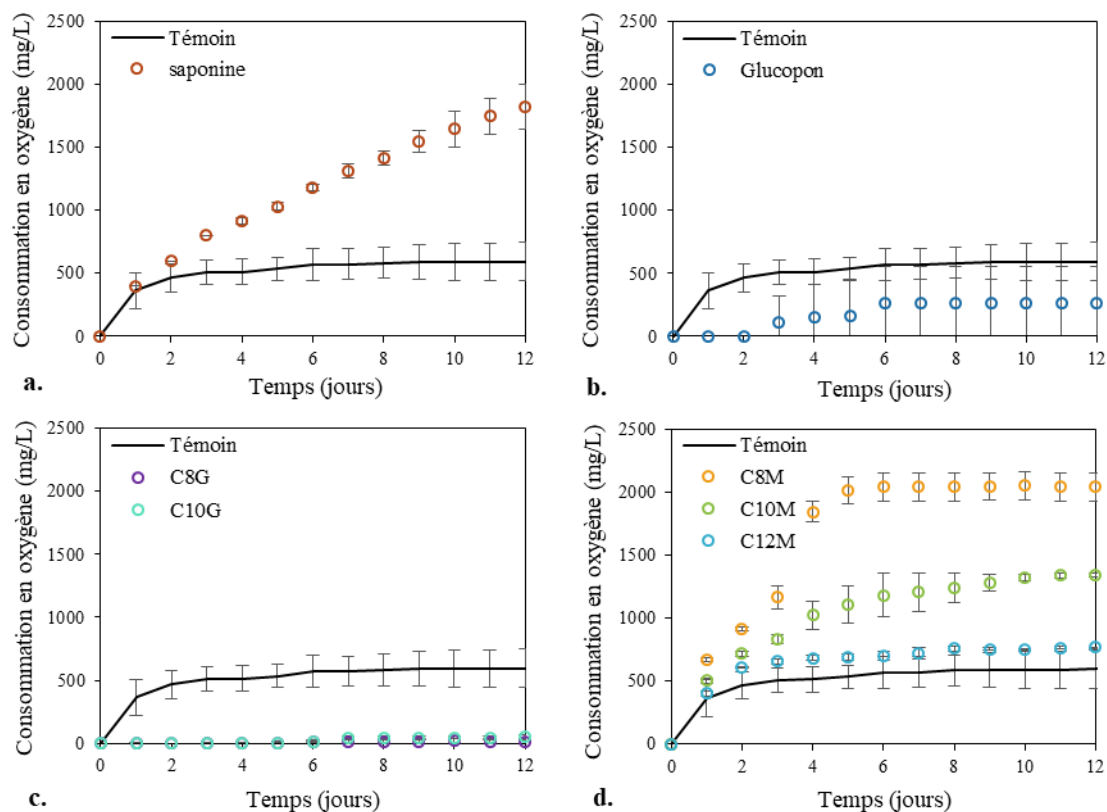 Consommation en oxygène (mg/L)
2500
2000
1500
1000
500
0
Témoin
saponine
0 2 4 6 8 10 12
Temps (jours)
a.
Consommation en oxygène (mg/L)
2500
2000
1500
1000
500
0
Témoin
Glucopon
0 2 4 6 8 10 12
Temps (jours)
b.
Consommation en oxygène (mg/L)
2500
2000
1500
1000
500
0
Témoin
C8G
C10G
0 2 4 6 8 10 12
Temps (jours)
c.
Consommation en oxygène (mg/L)
2500
2000
1500
1000
500
0
Témoin
C8M
C10M
C12M
0 2 4 6 8 10 12
Temps (jours)
d.